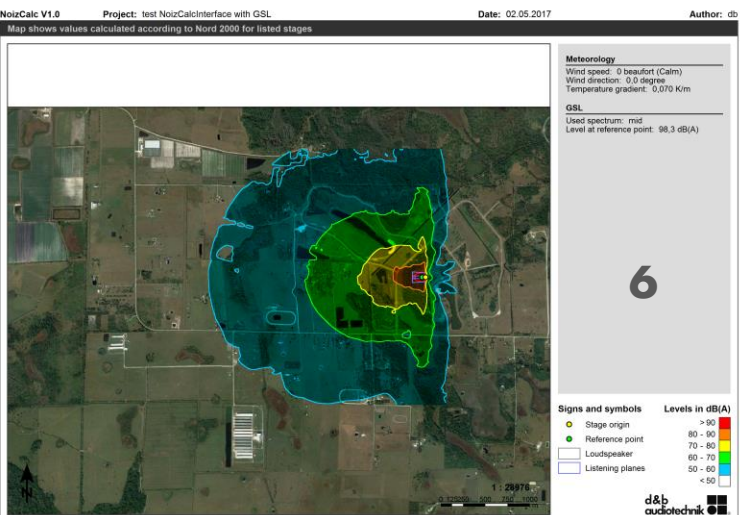 NoizCalc V1.0 Project: test NoizCalcInterface with GSL Date: 02.05.2017 Author: db
Map shows values calculated according to Nord 2000 for listed stages
Meteorology
Wind speed: 0 beaufort (Calm)
Wind direction: 0,0 degree
Temperature gradient: 0,070 K/m
GSL
Used spectrum: mid
Level at reference point: 98,3 dB(A)
6
Signs and symbols
Stage origin
Reference point
Loudspeaker
Listening planes
Levels in dB(A)
>90
80 - 90
70 - 80
60 - 70
50 - 60
<50
N
0 125250 500 750 1000
d&b
audiotechnik